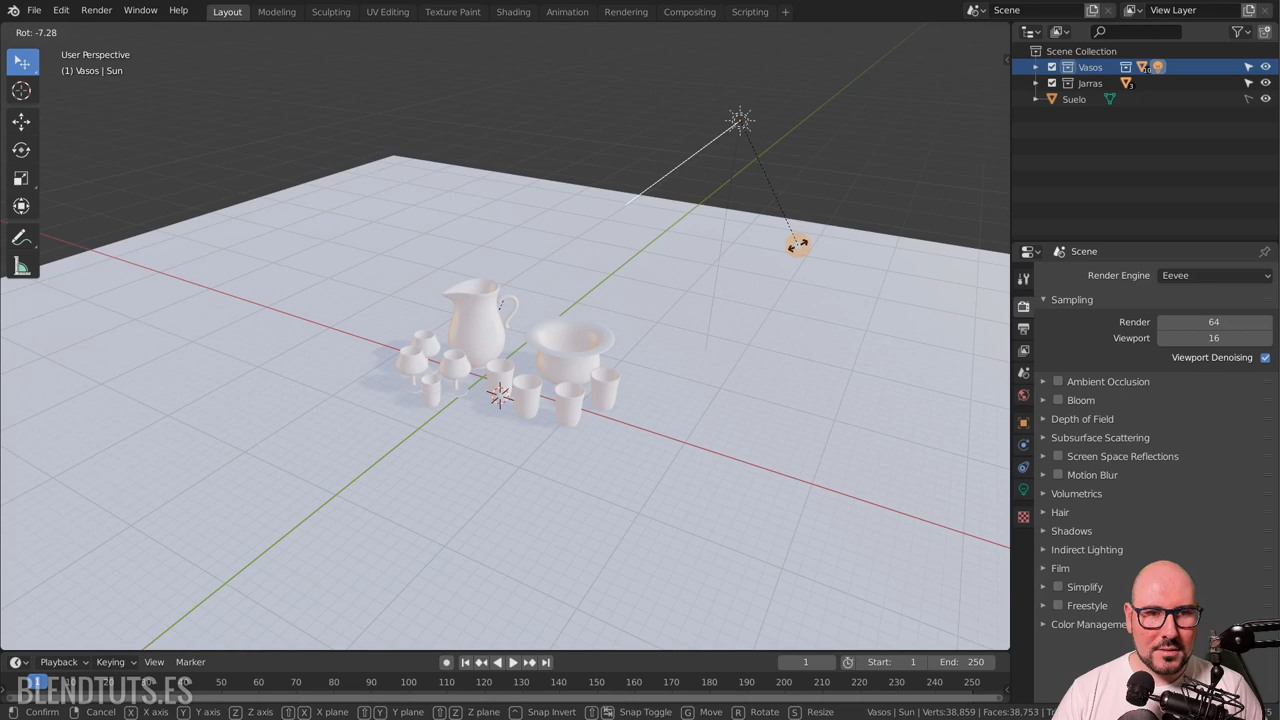 File Edit Render Window Help Layout Modeling Sculpting UV Editing Texture Paint Shading Animation Rendering Compositing Scripting + Scene View Layer
Rot: -7.28
User Perspective
(1) Vasos | Sun
Scene Collection
Vasos
Jarras
Suelo
Scene
Render Engine Eevee
Sampling
Render 64
Viewport 16
Viewport Denoising
Ambient Occlusion
Bloom
Depth of Field
Subsurface Scattering
Screen Space Reflections
Motion Blur
Volumetrics
Hair
Shadows
Indirect Lighting
Film
Simplify
Freestyle
Color Manageme
Playback Keying View Marker 1 Start: 1 End: 250
1 20 30 40 50 60 70 80 90 100 110 120 130 140 150 160 170 180 190 200 210 220 230 240 250
BLENDTUTS.ES
Confirm Cancel X X axis Y Y axis Z Z axis X X plane Y Y plane Z Z plane Snap Invert Snap Toggle G Move R Rotate S Resize Vasos | Sun | Verts:38,859 | Faces:38,753 |